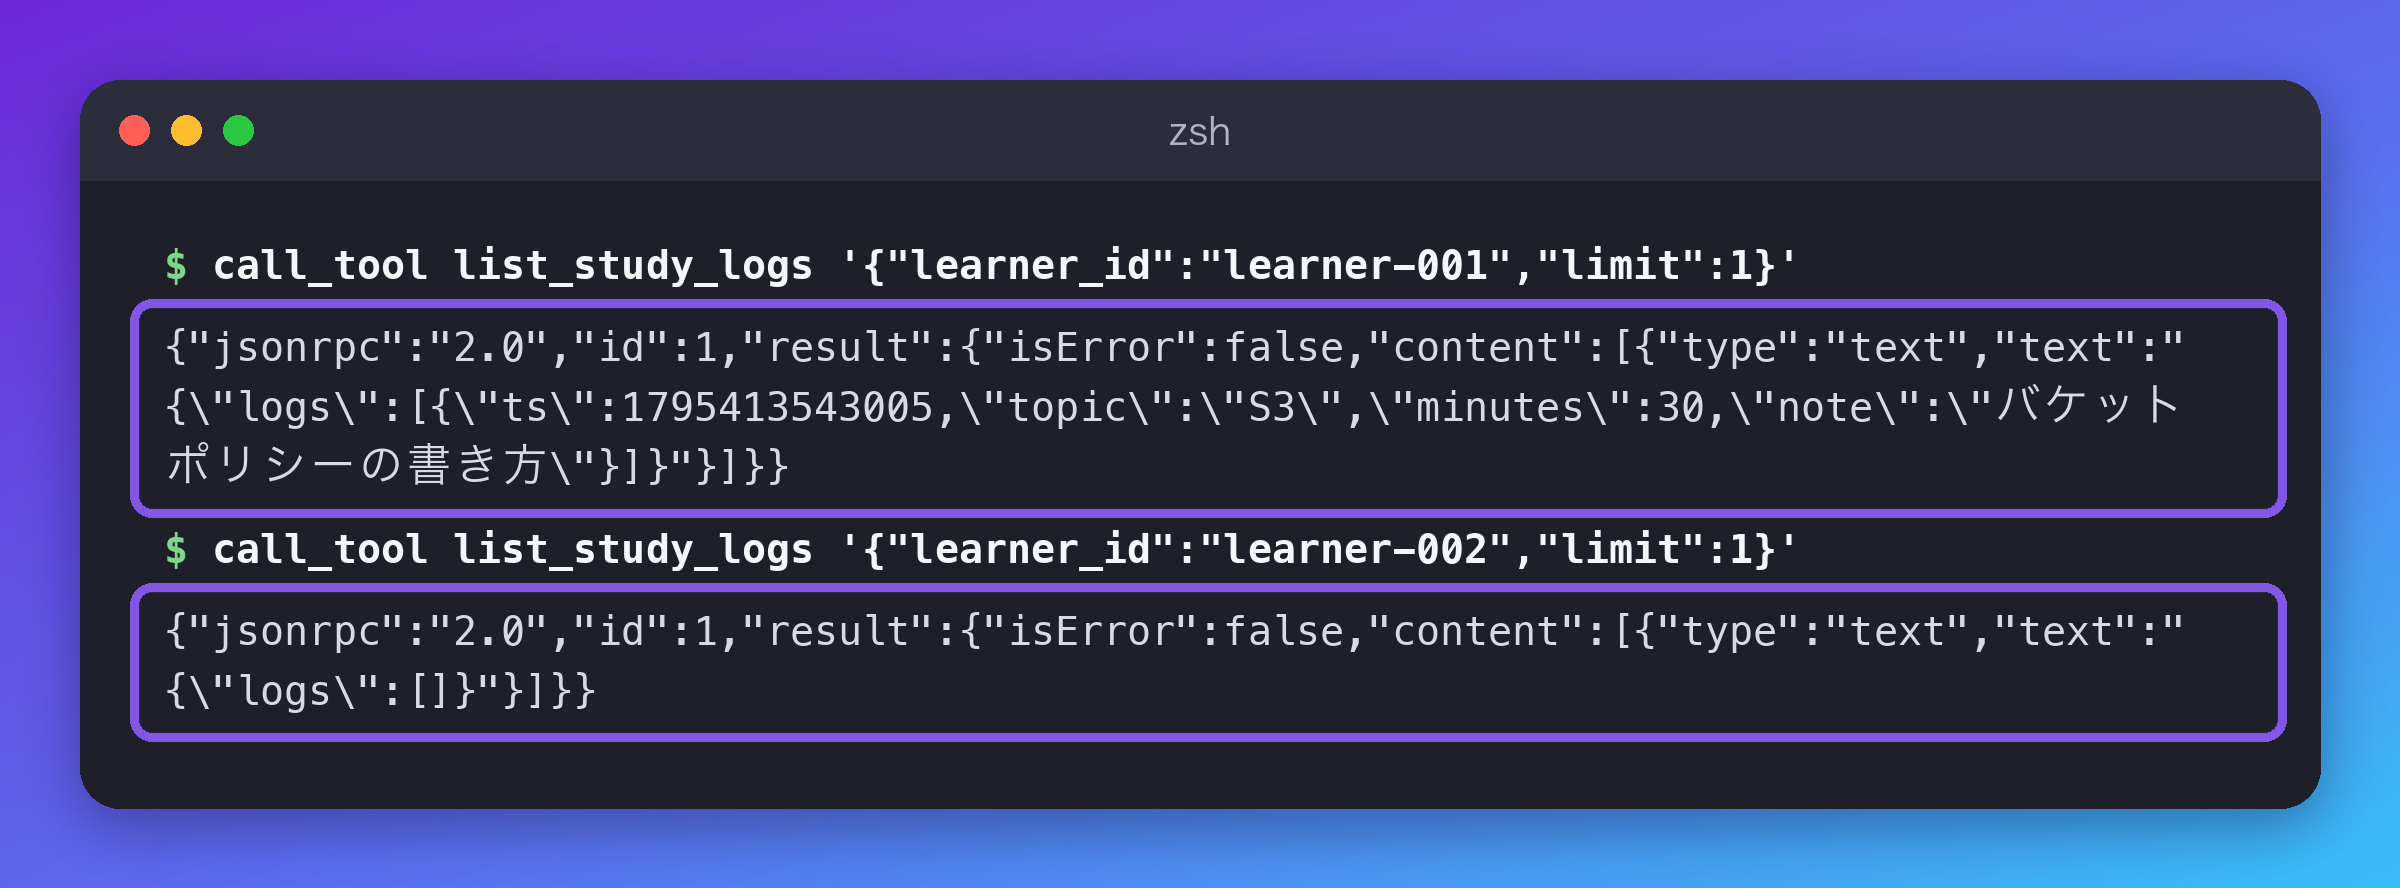 zsh
$ call_tool list_study_logs '{"learner_id":"learner-001","limit":1}'
{"jsonrpc":"2.0","id":1,"result":{"isError":false,"content":[{"type":"text","text":"
{\"logs\":[{\"ts\":1795413543005,\"topic\":\"S3\",\"minutes\":30,\"note\":\"バケット
ポリシーの書き方\"}]}"}]}}
$ call_tool list_study_logs '{"learner_id":"learner-002","limit":1}'
{"jsonrpc":"2.0","id":1,"result":{"isError":false,"content":[{"type":"text","text":"
{\"logs\":[]}"}]}}